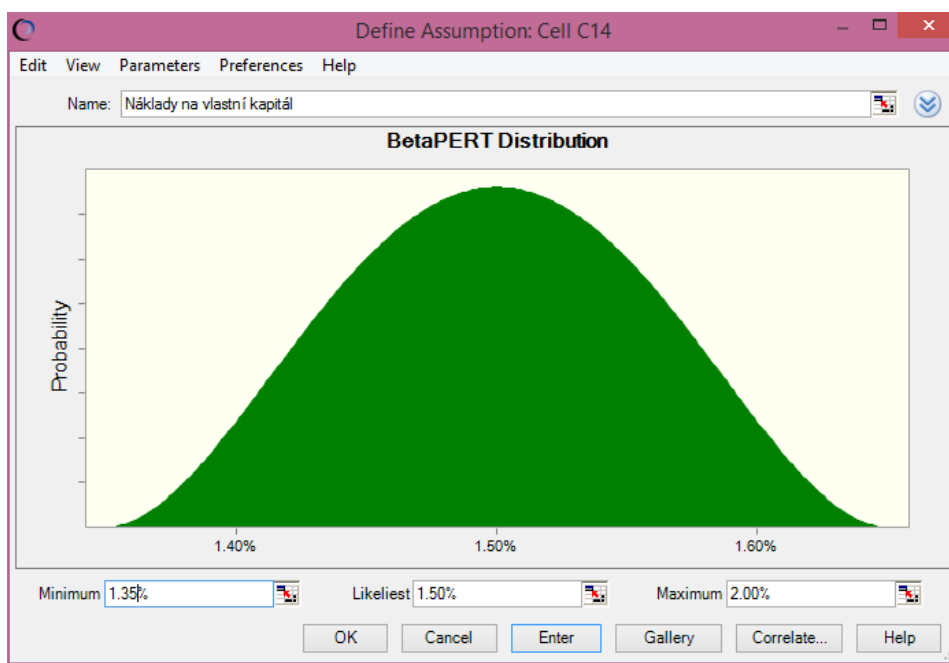 Define Assumption: Cell C14
Edit View Parameters Preferences Help
Name: Náklady na vlastní kapitál
BetaPERT Distribution
Probability
1.40% 1.50% 1.60%
Minimum 1.35% Likeliest 1.50% Maximum 2.00%
OK Cancel Enter Gallery Correlate... Help